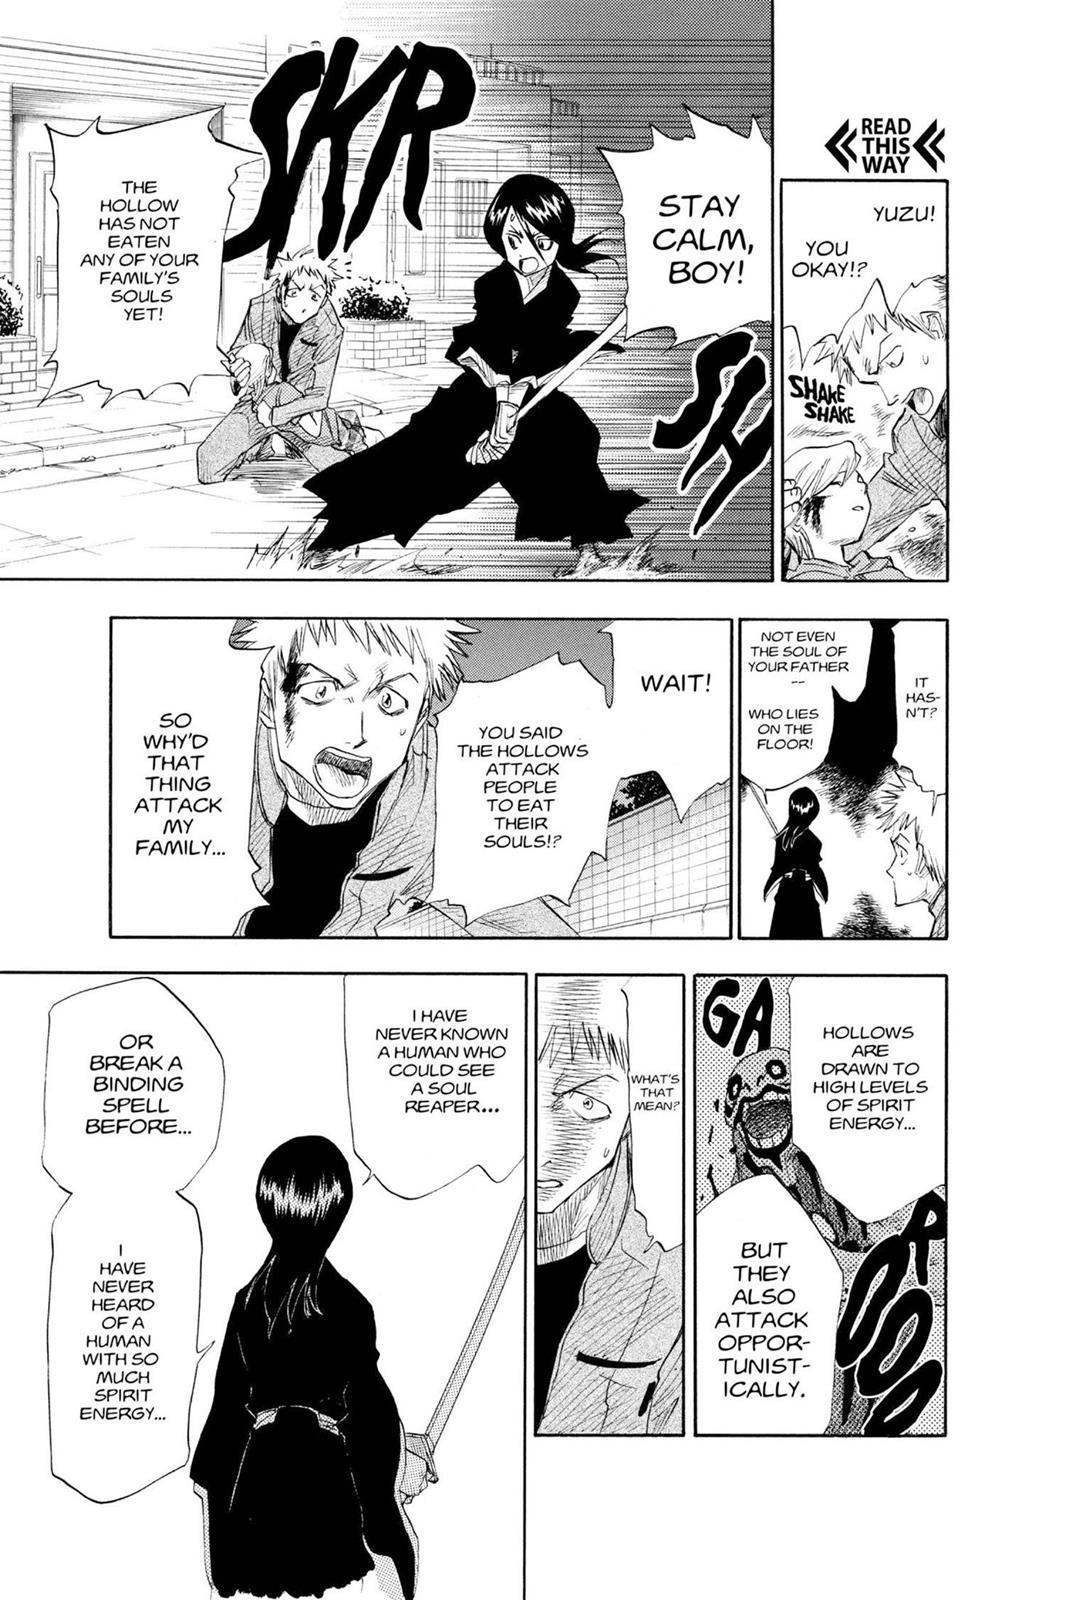 READ
THIS
WAY
YUZU!
YOU
OKAY!?
SHAKE
SHAKE
STAY
CALM,
BOY!
SH
SKR
THE
HOLLOW
HAS NOT
EATEN
ANY OF YOUR
FAMILY'S
SOULS
YET!
IT
HAS-
N'T?
NOT EVEN
THE SOUL OF
YOUR FATHER
--
WHO LIES
ON THE
FLOOR!
WAIT!
YOU SAID
THE HOLLOWS
ATTACK
PEOPLE
TO EAT
THEIR
SOULS!?
SO
WHY'D
THAT
THING
ATTACK
MY
FAMILY...
HOLLOWS
ARE
DRAWN TO
HIGH LEVELS
OF SPIRIT
ENERGY...
GA
ROOOO
BUT
THEY
ALSO
ATTACK
OPPOR-
TUNIST-
ICALLY.
WHAT'S
THAT
MEAN?
I HAVE
NEVER KNOWN
A HUMAN WHO
COULD SEE
A SOUL
REAPER...
OR
BREAK A
BINDING
SPELL
BEFORE...
I
HAVE
NEVER
HEARD
OF A
HUMAN
WITH SO
MUCH
SPIRIT
ENERGY...